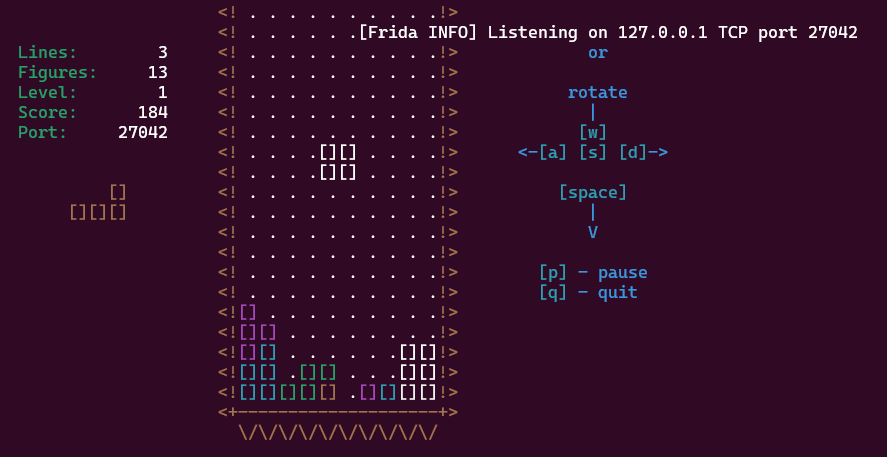 <! . . . . . . . . . .!>
<! . . . . . .[Frida INFO] Listening on 127.0.0.1 TCP port 27042
Lines: 3 <! . . . . . . . . . .!> or
Figures: 13 <! . . . . . . . . . .!>
Level: 1 <! . . . . . . . . . .!> rotate
Score: 184 <! . . . . . . . . . .!> |
Port: 27042 <! . . . . . . . . . .!> [w]
<! . . . .[][] . . . .!> <-[a] [s] [d]->
<! . . . .[][] . . . .!>
[] <! . . . . . . . . . .!> [space]
[][][] <! . . . . . . . . . .!> |
<! . . . . . . . . . .!> V
<! . . . . . . . . . .!>
<! . . . . . . . . . .!> [p] - pause
<! . . . . . . . . . .!> [q] - quit
<![] . . . . . . . . .!>
<![][] . . . . . . . .!>
<![][] . . . . . .[][]!>
<![][] .[][] . . .[][]!>
<![][][][][] .[][][][]!>
<+--------------------+>
\/\/\/\/\/\/\/\/\/\/